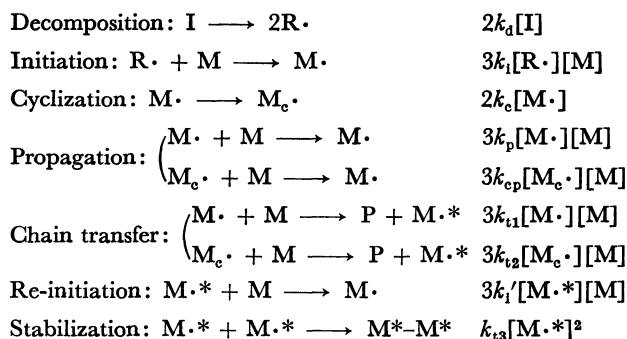 Decomposition: I ⟶ 2R· 2k_d[I]
Initiation: R· + M ⟶ M· 3k_i[R·][M]
Cyclization: M· ⟶ M_c· 2k_c[M·]
Propagation: (M· + M ⟶ M· 3k_p[M·][M]
M_c· + M ⟶ M· 3k_cp[M_c·][M]
Chain transfer: (M· + M ⟶ P + M·* 3k_t1[M·][M]
M_c· + M ⟶ P + M·* 3k_t2[M_c·][M]
Re-initiation: M·* + M ⟶ M· 3k_i′[M·*][M]
Stabilization: M·* + M·* ⟶ M*–M* k_t3[M·*]²